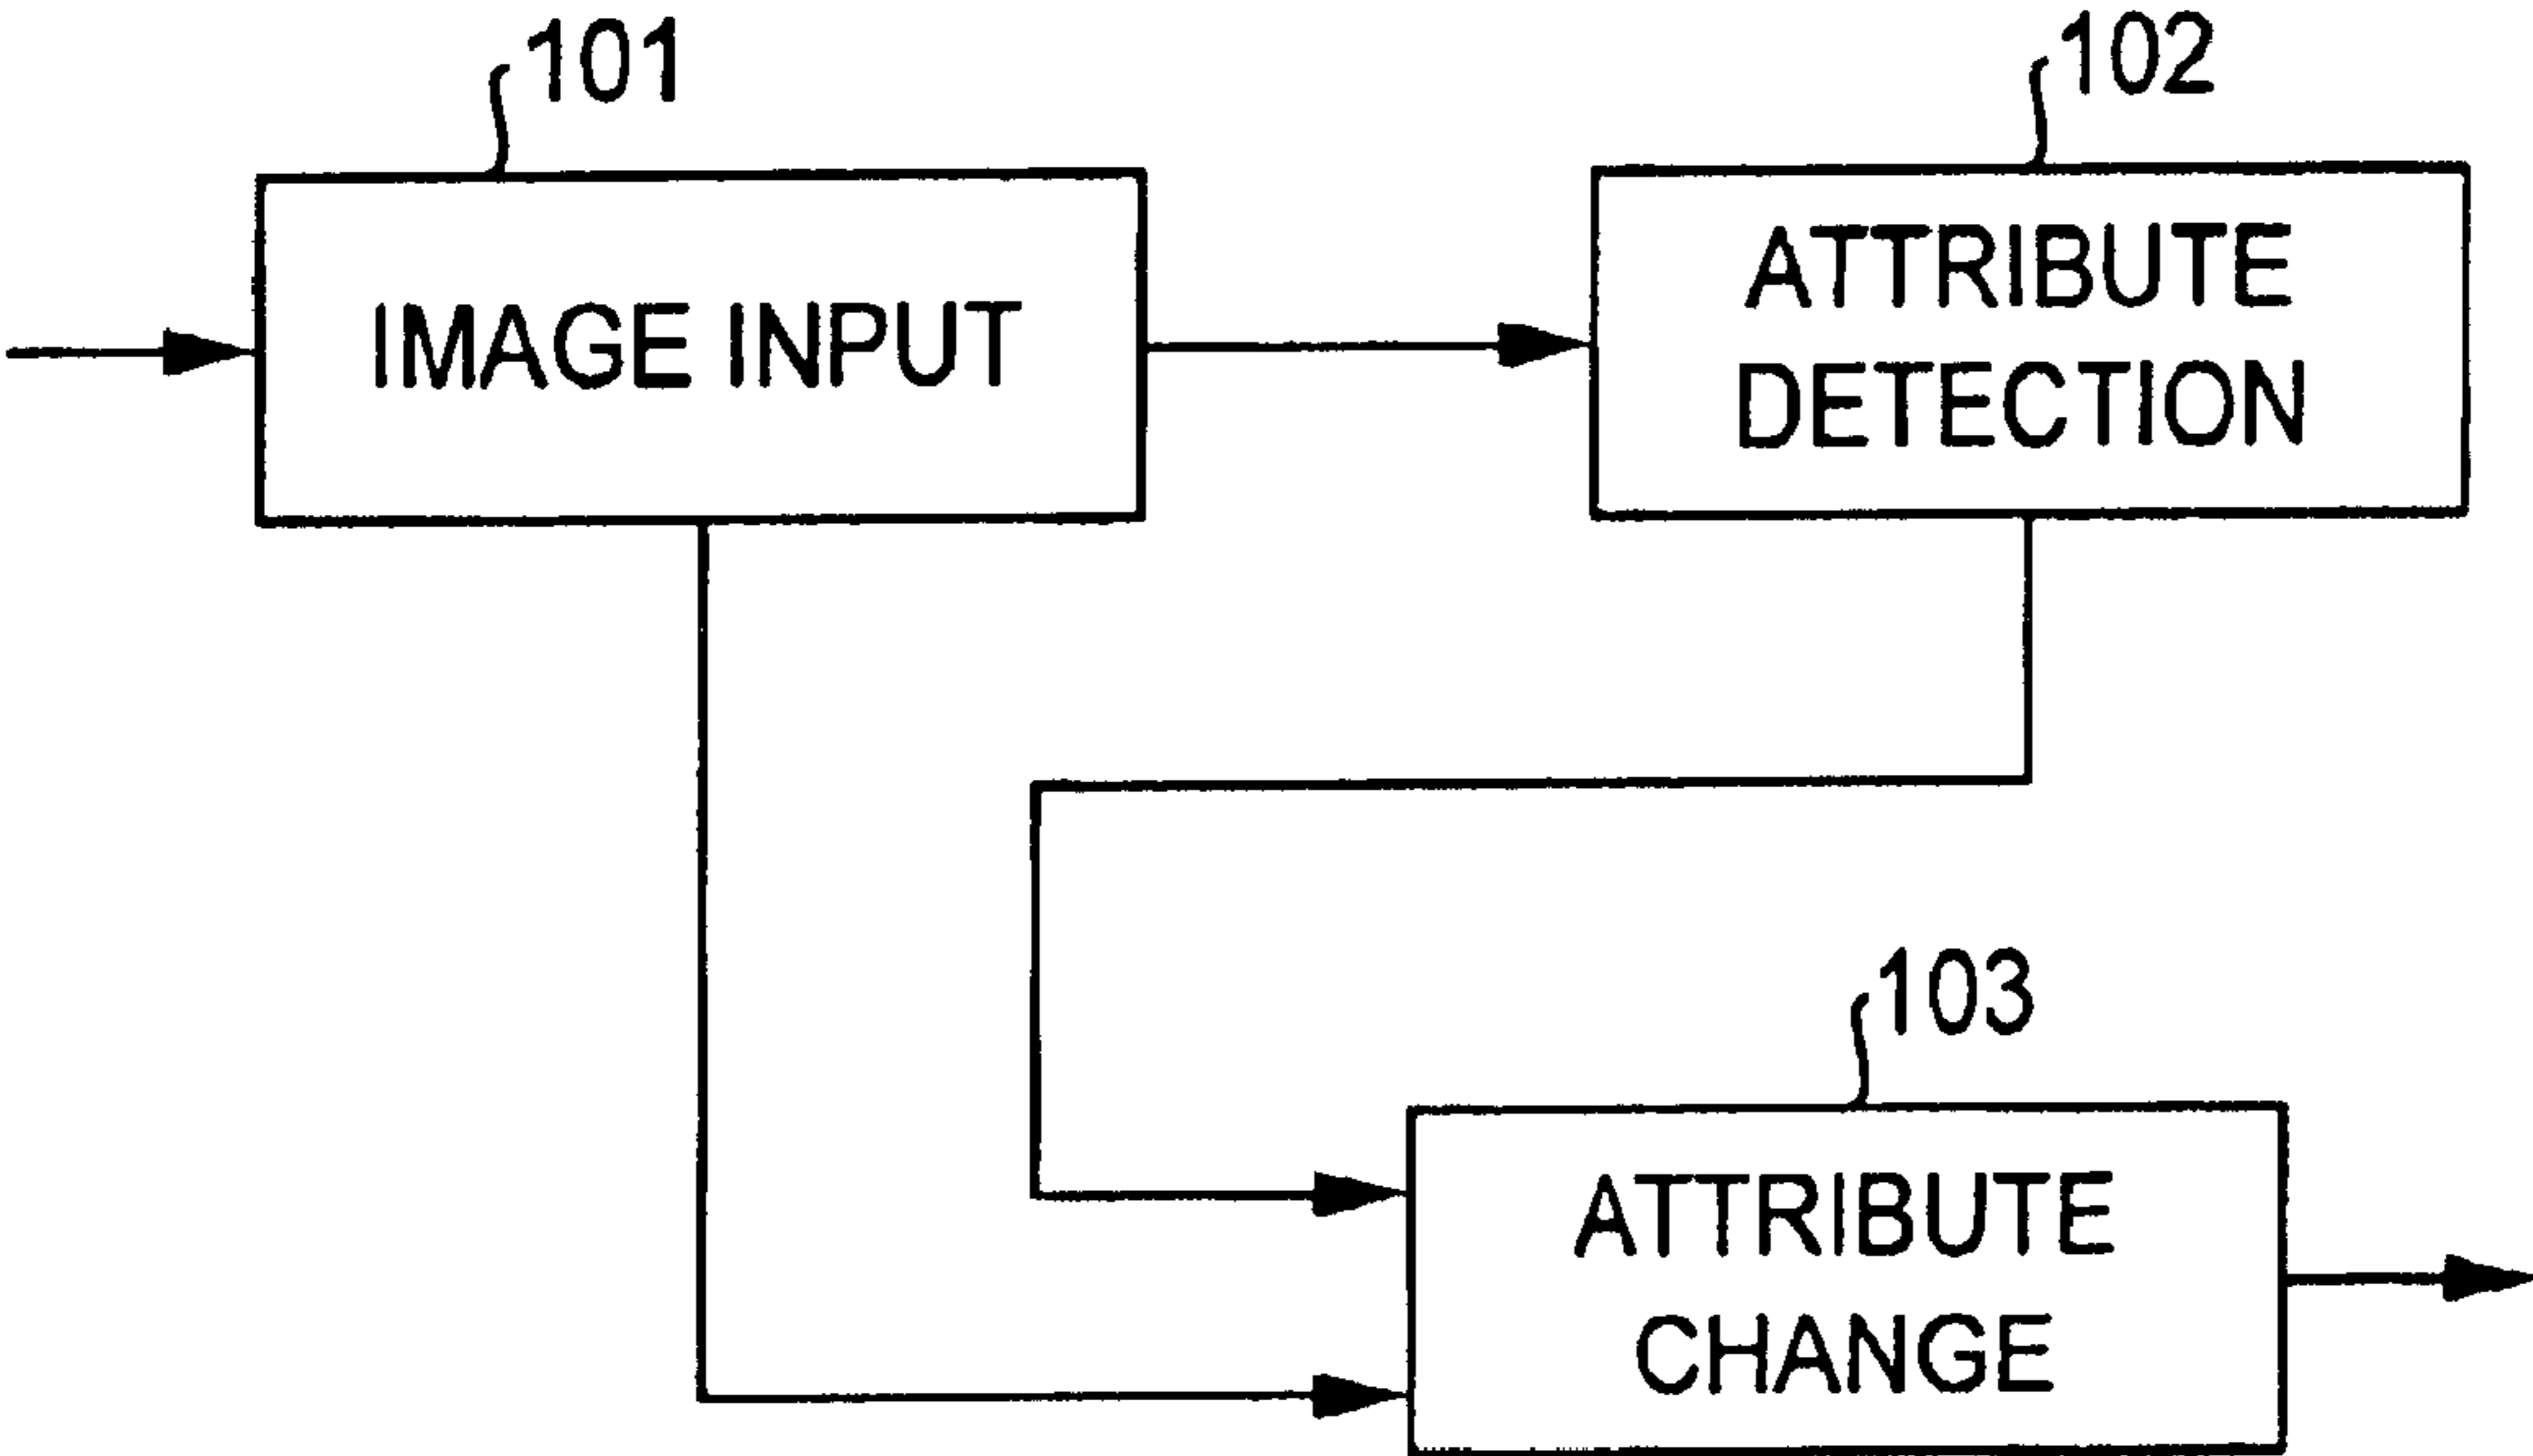 101
IMAGE INPUT
102
ATTRIBUTE
DETECTION
103
ATTRIBUTE
CHANGE